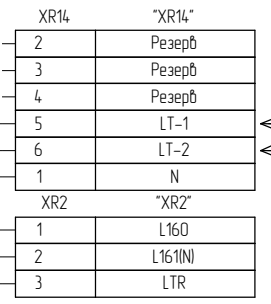 XR14 "XR14"
2 Резерв
3 Резерв
4 Резерв
5 LT-1
6 LT-2
1 N
XR2 "XR2"
1 L160
2 L161(N)
3 LTR